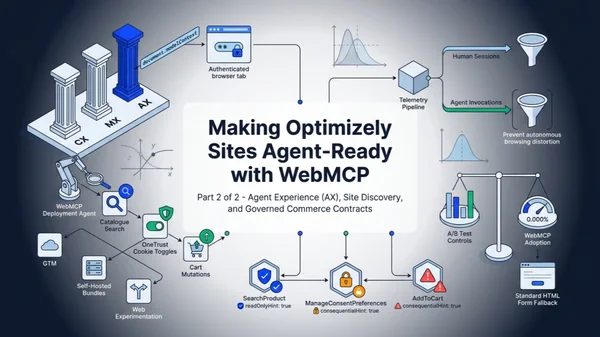 document.modelContext
Authenticated
browser tab
CX
MX
AX
Human Sessions
Telemetry
Pipeline
Agent Invocations
Prevent autonomous
browsing distortion
Making Optimizely
Sites Agent-Ready
with WebMCP
Part 2 of 2 - Agent Experience (AX), Site Discovery,
and Governed Commerce Contracts
WebMCP
Deployment Agent
Catalogue
Search
OneTrust
Cookie Toggles
Cart
Mutations
GTM
Self-Hosted
Bundles
Web
Experimentation
SearchProduct
readOnlyHint: true
ManageConsentPreferences
consequentialHint: true
AddToCart
consequentialHint: true
A/B Test
Controls
0.000%
WebMCP
Adoption
Standard HTML
Form Fallback